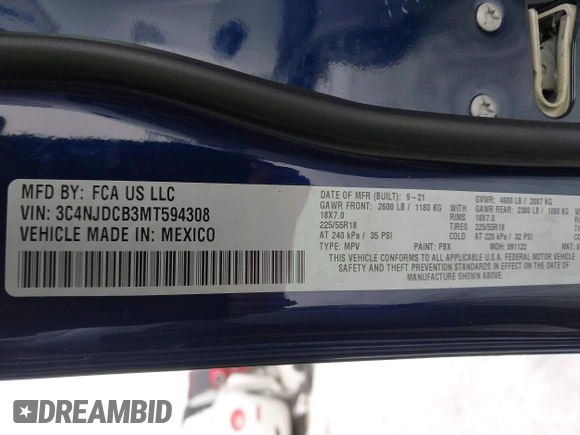 MFD BY: FCA US LLC
VIN: 3C4NJDCB3MT594308
VEHICLE MADE IN: MEXICO
DATE OF MFR (BUILT): 9-21 GVWR: 4600 LB / 2087 KG
GAWR FRONT: 2600 LB / 1180 KG GAWR REAR: 2380 LB / 1080 KG
18X7.0 RIMS 18X7.0
225/55R18 TIRES 225/55R18
AT 240 kPa / 35 PSI COLD AT 220 kPa / 32 PSI
TYPE: MPV PAINT: PBX MDH: 091122 MKT:
THIS VEHICLE CONFORMS TO ALL APPLICABLE U.S.A. FEDERAL MOTOR VEHICLE
SAFETY AND THEFT PREVENTION STANDARDS IN EFFECT ON THE DATE OF
MANUFACTURE SHOWN ABOVE.
DREAMBID